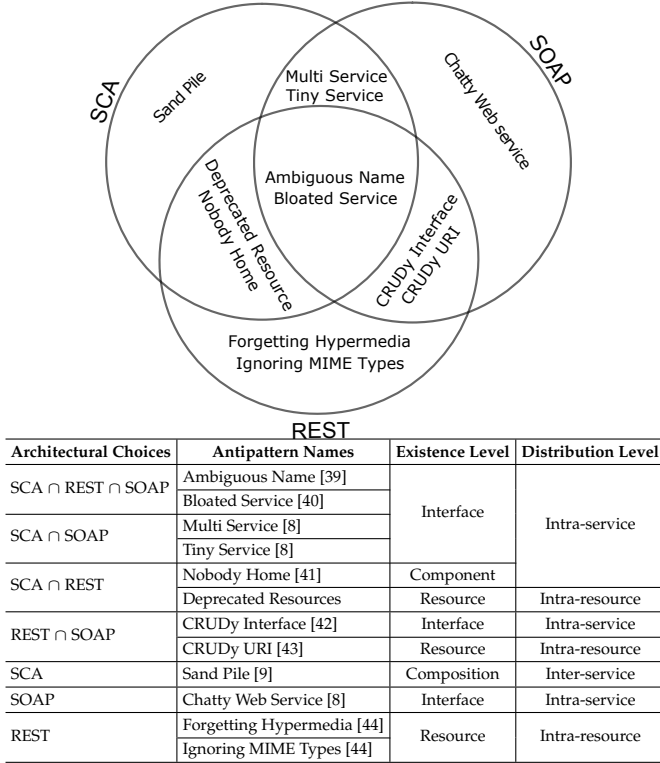 SCA
SOAP
Sand Pile
Multi Service
Tiny Service
Chatty Web service
Ambiguous Name
Bloated Service
Deprecated Resource
Nobody Home
CRUDy Interface
CRUDy URI
Forgetting Hypermedia
Ignoring MIME Types
REST
Architectural Choices Antipattern Names Existence Level Distribution Level
SCA ∩ REST ∩ SOAP Ambiguous Name [39] Interface Intra-service
Bloated Service [40]
SCA ∩ SOAP Multi Service [8]
Tiny Service [8]
SCA ∩ REST Nobody Home [41] Component
Deprecated Resources Resource Intra-resource
REST ∩ SOAP CRUDy Interface [42] Interface Intra-service
CRUDy URI [43] Resource Intra-resource
SCA Sand Pile [9] Composition Inter-service
SOAP Chatty Web Service [8] Interface Intra-service
REST Forgetting Hypermedia [44] Resource Intra-resource
Ignoring MIME Types [44]